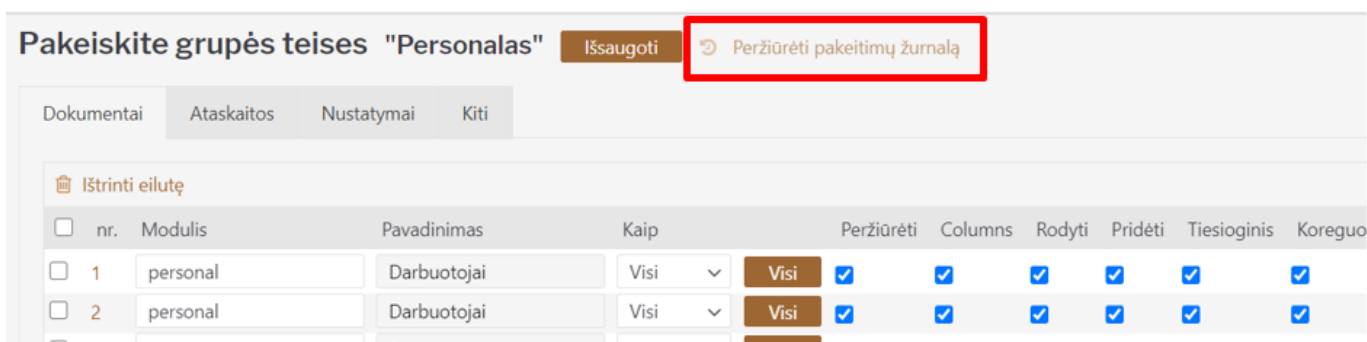 Pakeiskite grupės teises "Personalas" Išsaugoti Peržiūrėti pakeitimų žurnalą
Dokumentai Ataskaitos Nustatymai Kiti
Ištrinti eilutę
nr. Modulis Pavadinimas Kaip Peržiūrėti Columns Rodyti Pridėti Tiesioginis Koreguo
1 personal Darbuotojai Visi Visi
2 personal Darbuotojai Visi Visi